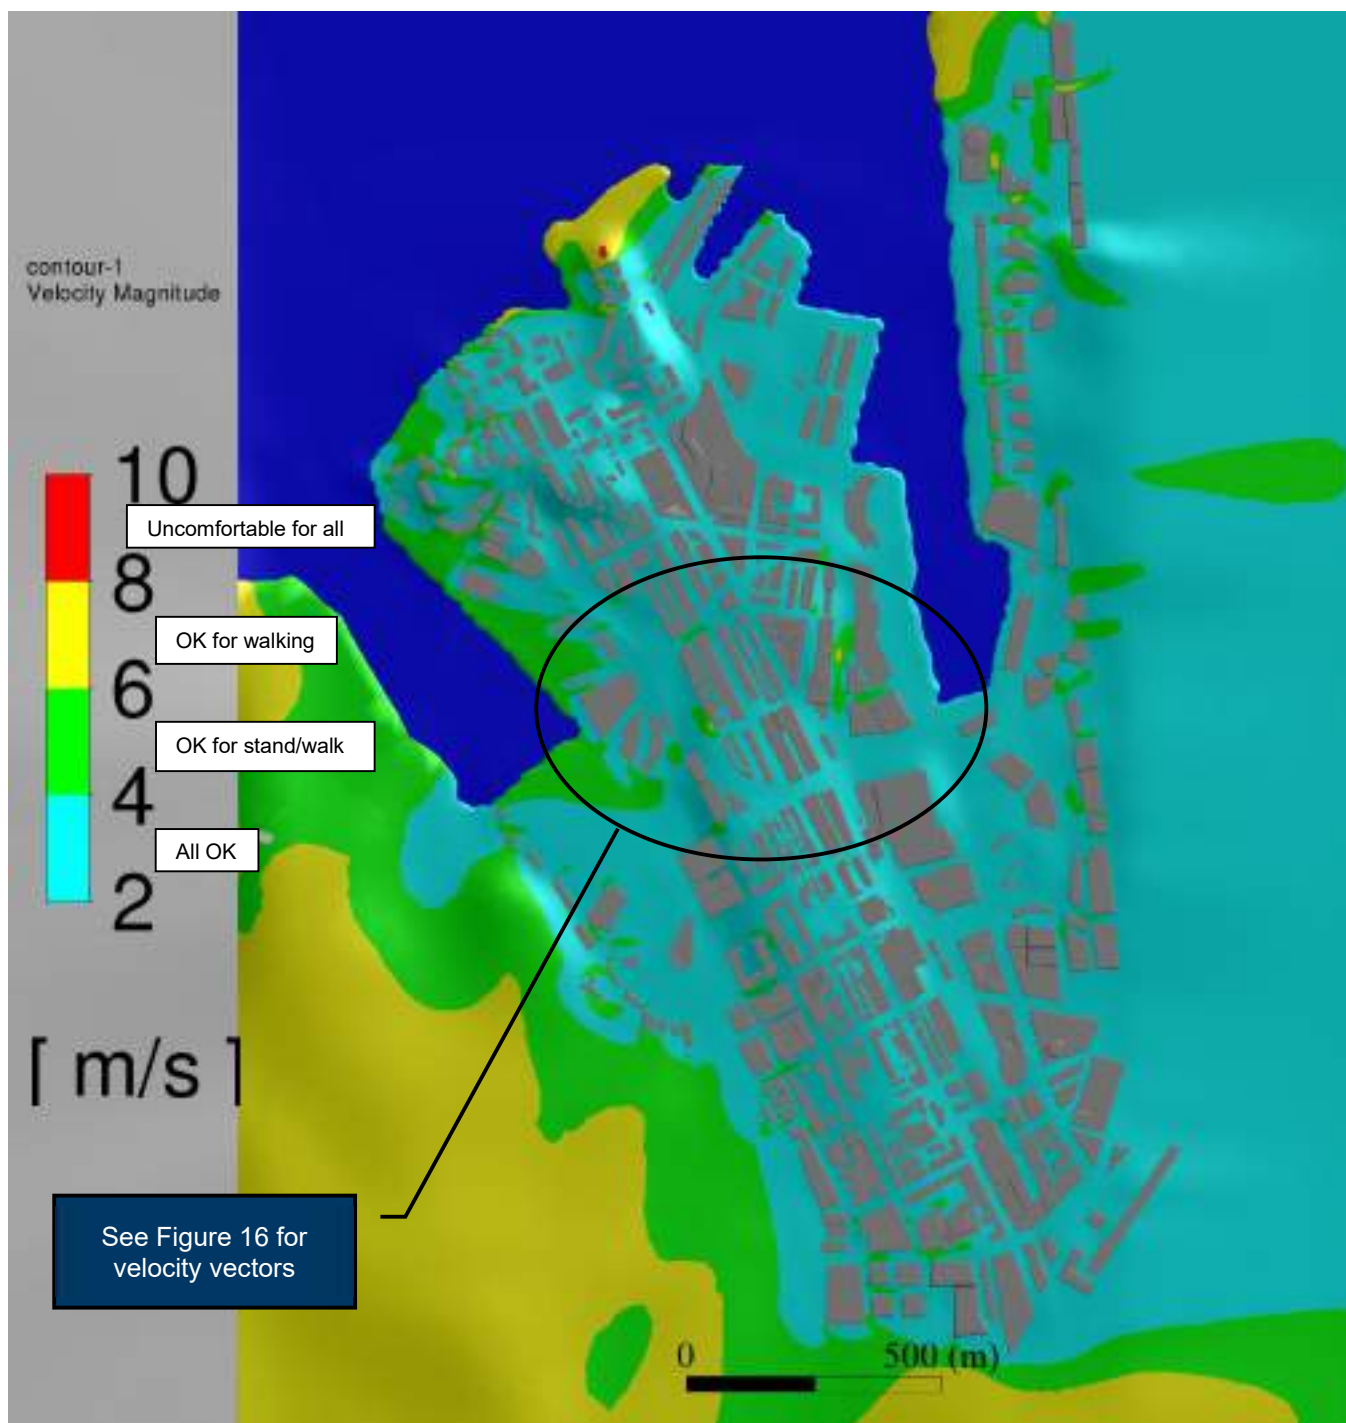 contour-1
Velocity Magnitude
10
Uncomfortable for all
8
OK for walking
6
OK for stand/walk
4
All OK
2
[ m/s ]
See Figure 16 for
velocity vectors
0 500 (m)